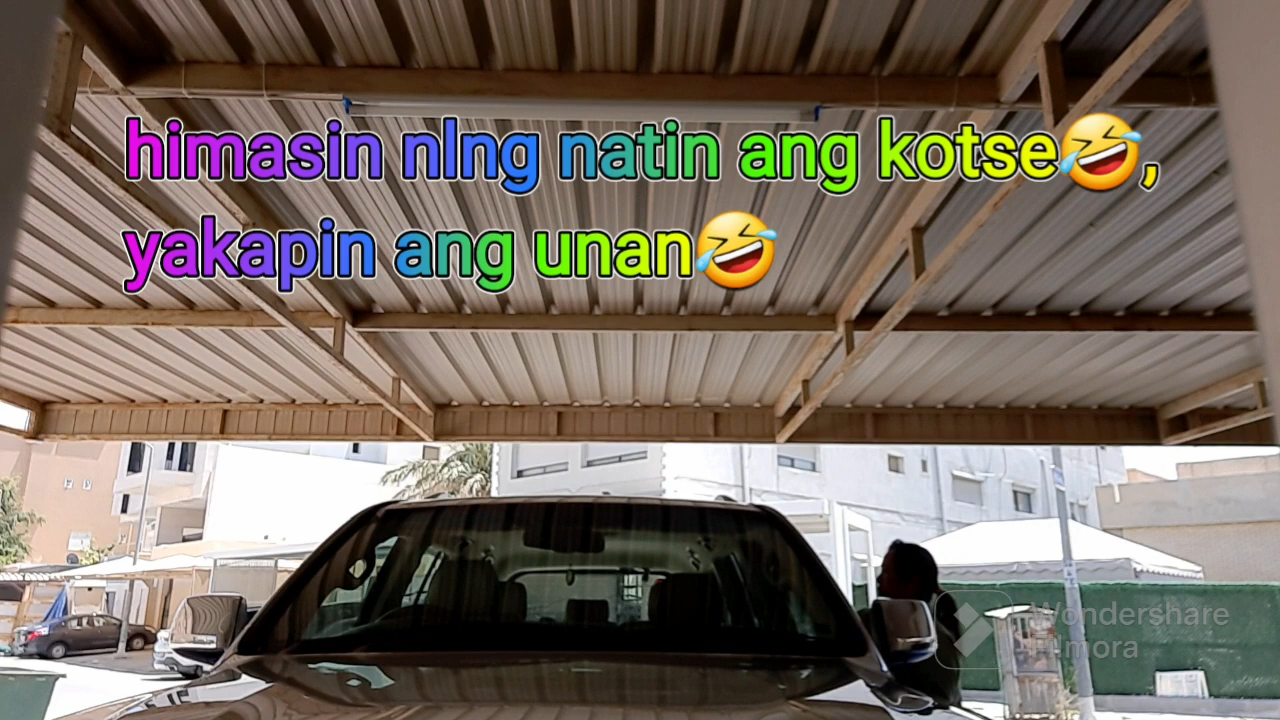 himasin nlng natin ang kotse🤣,
yakapin ang unan🤣
Wondershare
Filmora